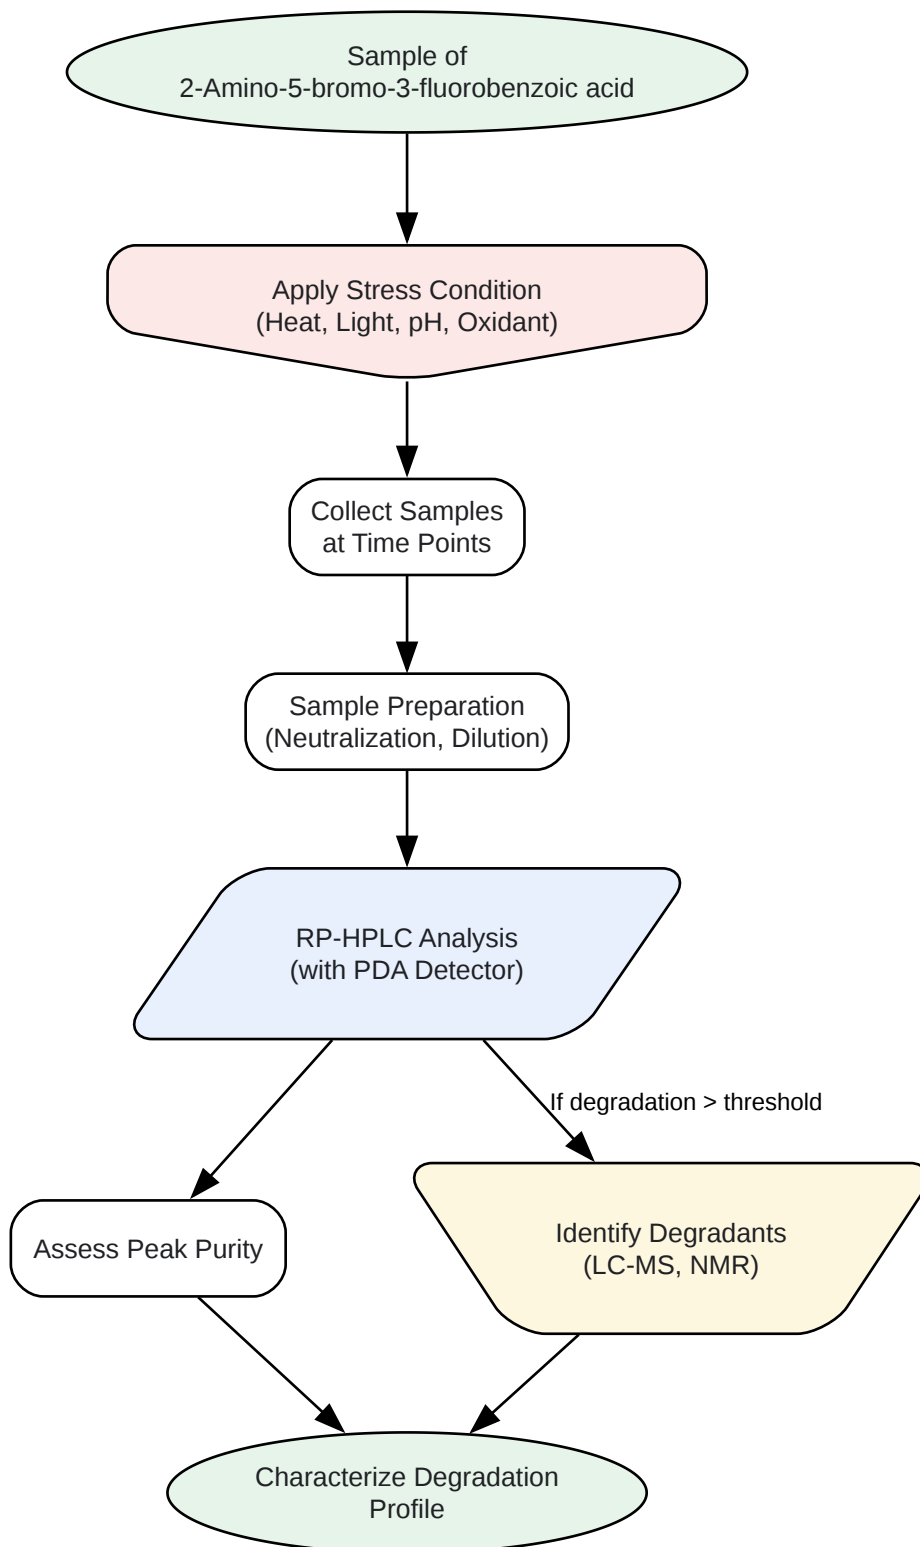 Sample of
2-Amino-5-bromo-3-fluorobenzoic acid
Apply Stress Condition
(Heat, Light, pH, Oxidant)
Collect Samples
at Time Points
Sample Preparation
(Neutralization, Dilution)
RP-HPLC Analysis
(with PDA Detector)
If degradation > threshold
Assess Peak Purity
Identify Degradants
(LC-MS, NMR)
Characterize Degradation
Profile